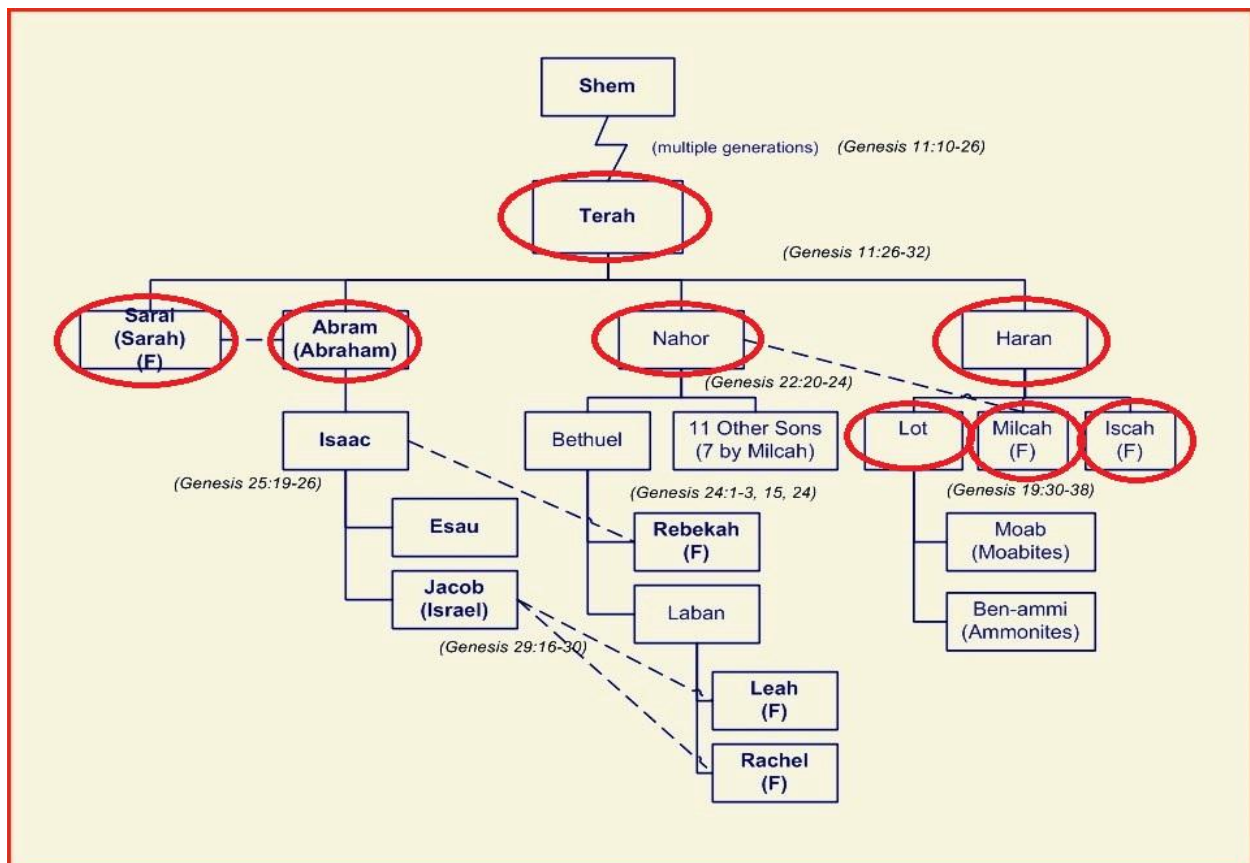 Shem
(multiple generations) (Genesis 11:10-26)
Terah
(Genesis 11:26-32)
Sarai
(Sarah)
(F)
Abram
(Abraham)
Nahor
Haran
(Genesis 22:20-24)
Isaac
Bethuel
11 Other Sons
(7 by Milcah)
Lot
Milcah
(F)
Iscah
(F)
(Genesis 25:19-26)
(Genesis 24:1-3, 15, 24)
(Genesis 19:30-38)
Esau
Rebekah
(F)
Moab
(Moabites)
Jacob
(Israel)
Laban
Ben-ammi
(Ammonites)
(Genesis 29:16-30)
Leah
(F)
Rachel
(F)